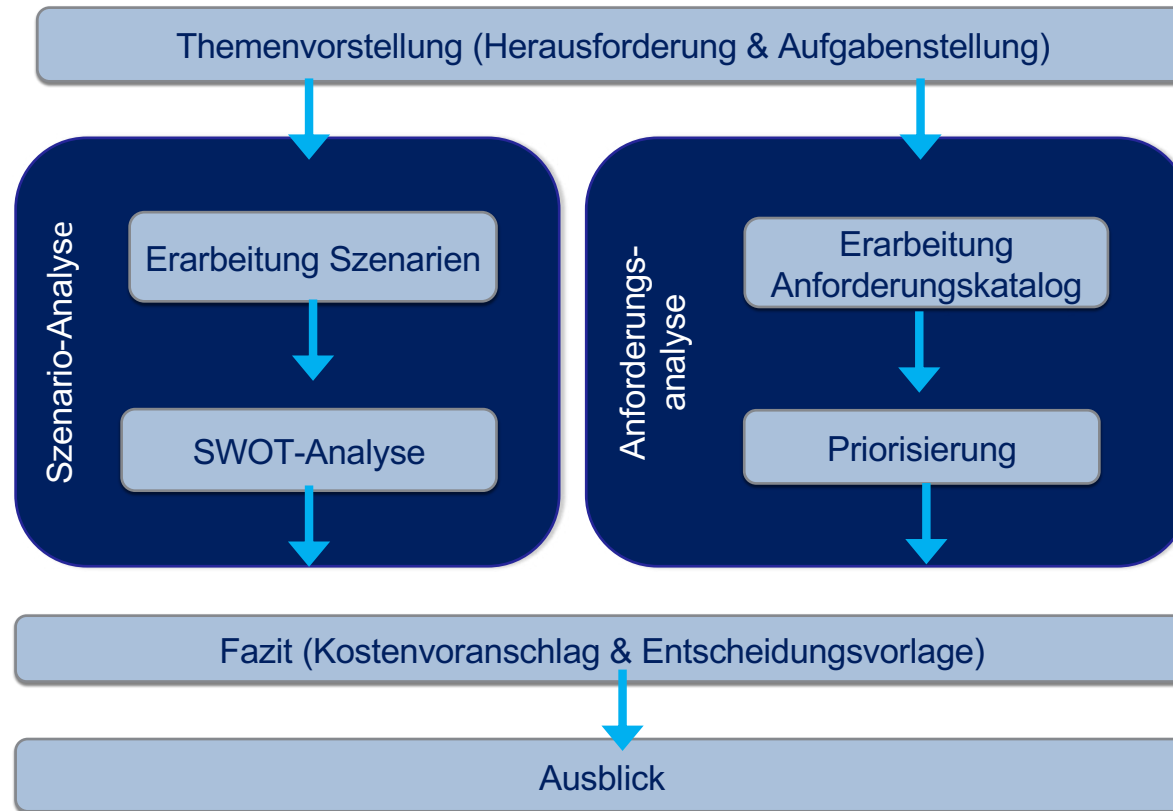 Themenvorstellung (Herausforderung & Aufgabenstellung)
Szenario-Analyse
Erarbeitung Szenarien
SWOT-Analyse
Anforderungs-
analyse
Erarbeitung
Anforderungskatalog
Priorisierung
Fazit (Kostenvoranschlag & Entscheidungsvorlage)
Ausblick